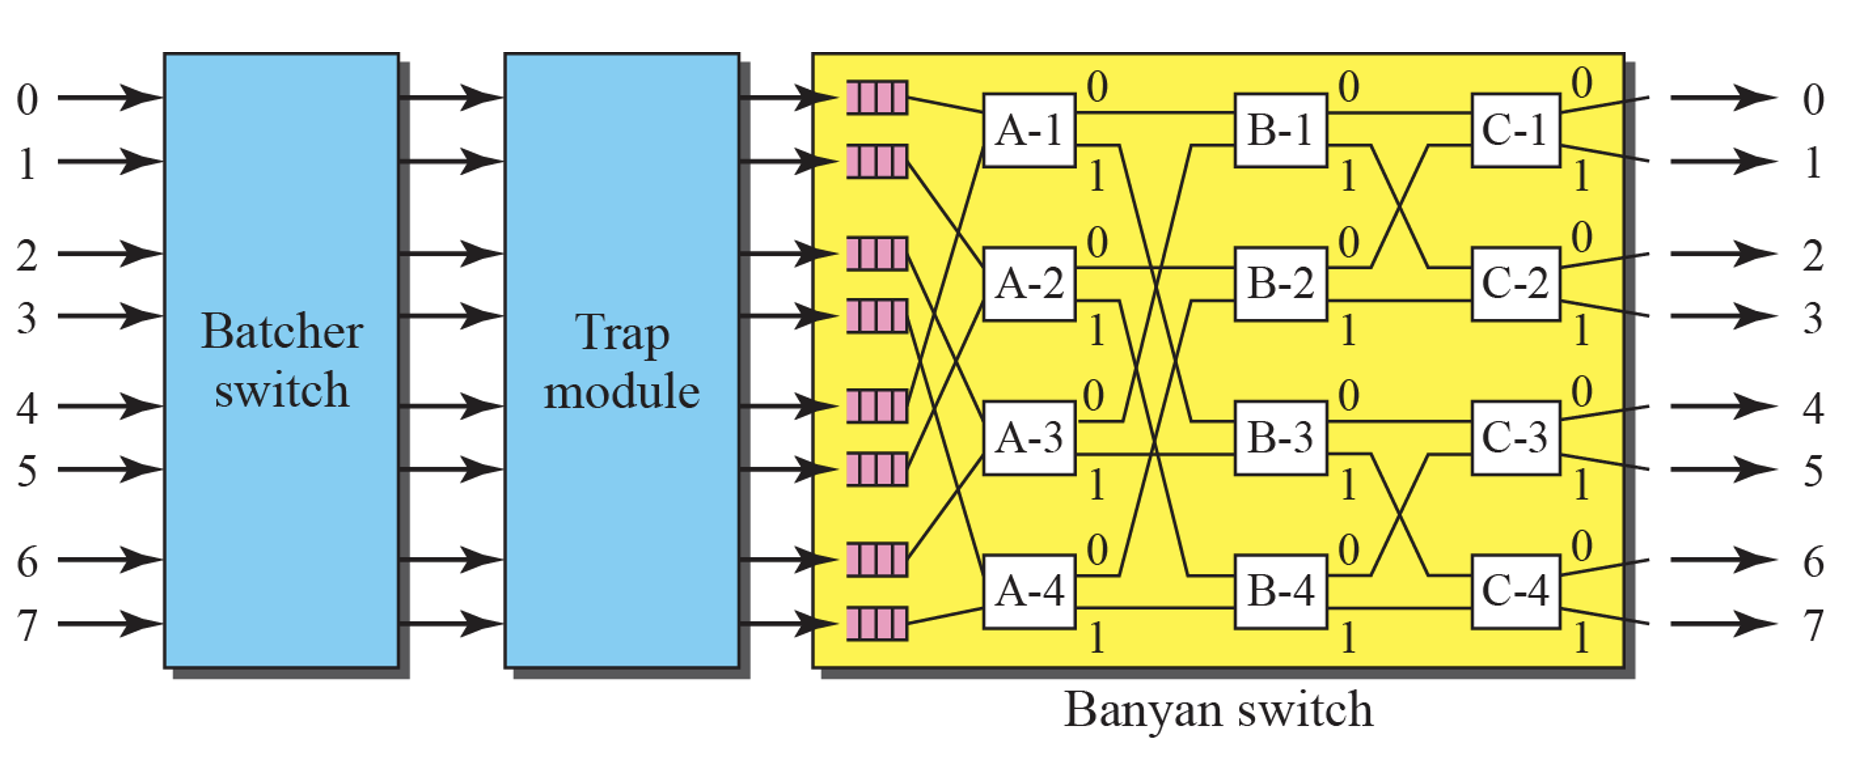 0 0 0 0 0
0 A-1 B-1 C-1 0
1 1 1 1 1
0 0 0
2 A-2 B-2 C-2 2
3 Batcher Trap 1 1 1 3
switch module
4 0 0 0 4
A-3 B-3 C-3
5 1 1 1 5
0 0 0
6 A-4 B-4 C-4 6
7 1 1 1 7
Banyan switch